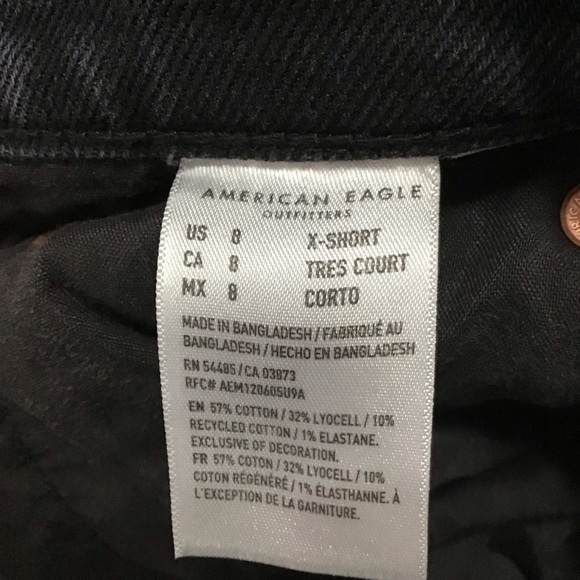 AMERICAN EAGLE
OUTFITTERS
US 8 X-SHORT
CA 8 TRES COURT
MX 8 CORTO
MADE IN BANGLADESH / FABRIQUÉ AU
BANGLADESH / HECHO EN BANGLADESH
RN 54485 / CA 03873
RFC# AEM120605U9A
EN 57% COTTON / 32% LYOCELL / 10%
RECYCLED COTTON / 1% ELASTANE.
EXCLUSIVE OF DECORATION.
FR 57% COTON / 32% LYOCELL / 10%
COTON RÉGÉNÉRÉ / 1% ÉLASTHANNE. À
L'EXCEPTION DE LA GARNITURE.